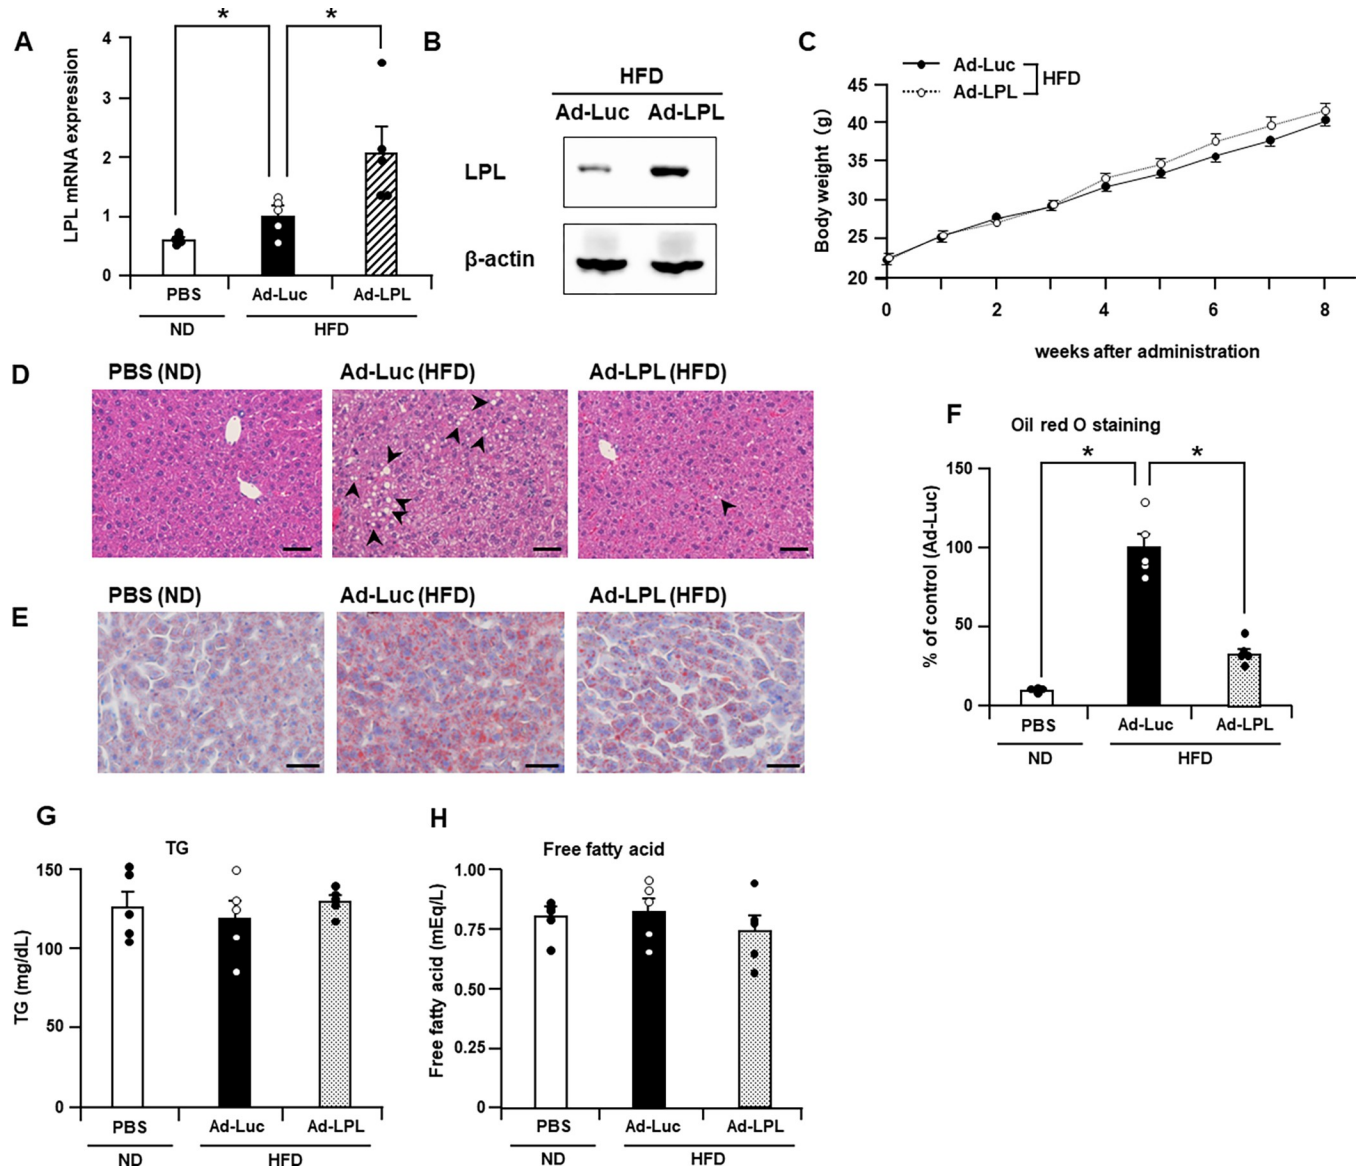 A
LPL mRNA expression
4
3
2
1
0
*
*
PBS
Ad-Luc
Ad-LPL
ND
HFD
B
HFD
Ad-Luc
Ad-LPL
LPL
β-actin
C
Ad-Luc
Ad-LPL
HFD
Body weight (g)
45
40
35
30
25
20
0
2
4
6
8
weeks after administration
D
PBS (ND)
Ad-Luc (HFD)
Ad-LPL (HFD)
E
PBS (ND)
Ad-Luc (HFD)
Ad-LPL (HFD)
F
Oil red O staining
% of control (Ad-Luc)
150
100
50
0
*
*
PBS
Ad-Luc
Ad-LPL
ND
HFD
G
TG
TG (mg/dL)
150
100
50
0
PBS
Ad-Luc
Ad-LPL
ND
HFD
H
Free fatty acid
Free fatty acid (mEq/L)
1.00
0.75
0.50
0.25
0
PBS
Ad-Luc
Ad-LPL
ND
HFD